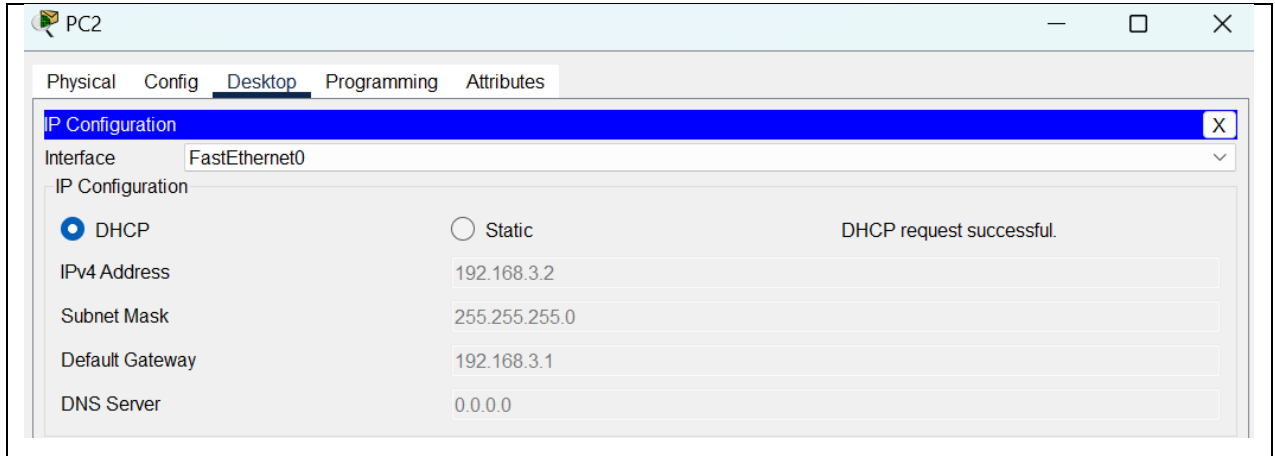 PC2
Physical Config Desktop Programming Attributes
IP Configuration X
Interface FastEthernet0
IP Configuration
DHCP Static DHCP request successful.
IPv4 Address 192.168.3.2
Subnet Mask 255.255.255.0
Default Gateway 192.168.3.1
DNS Server 0.0.0.0